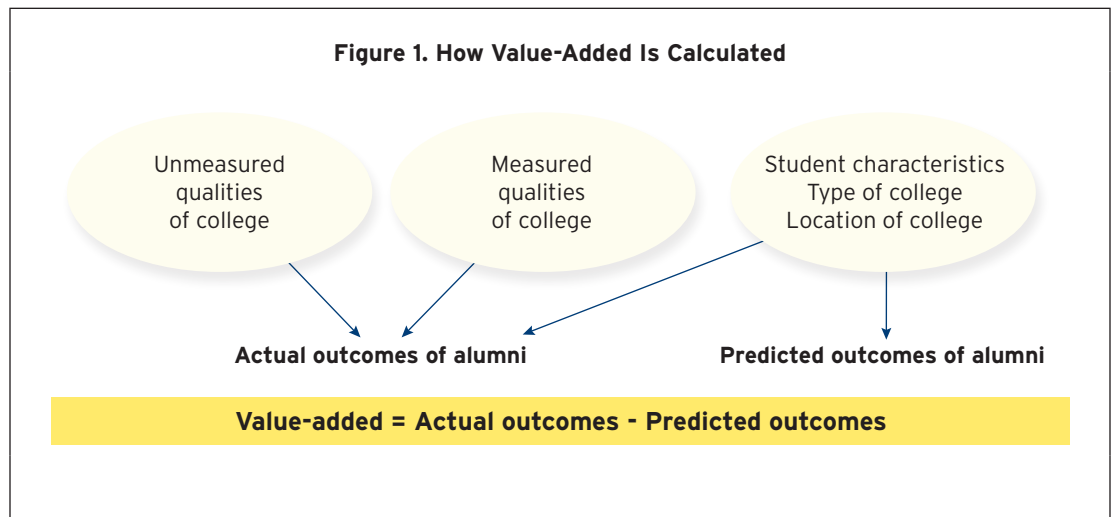 Figure 1. How Value-Added Is Calculated
Unmeasured
qualities
of college
Measured
qualities
of college
Student characteristics
Type of college
Location of college
Actual outcomes of alumni
Predicted outcomes of alumni
Value-added = Actual outcomes - Predicted outcomes